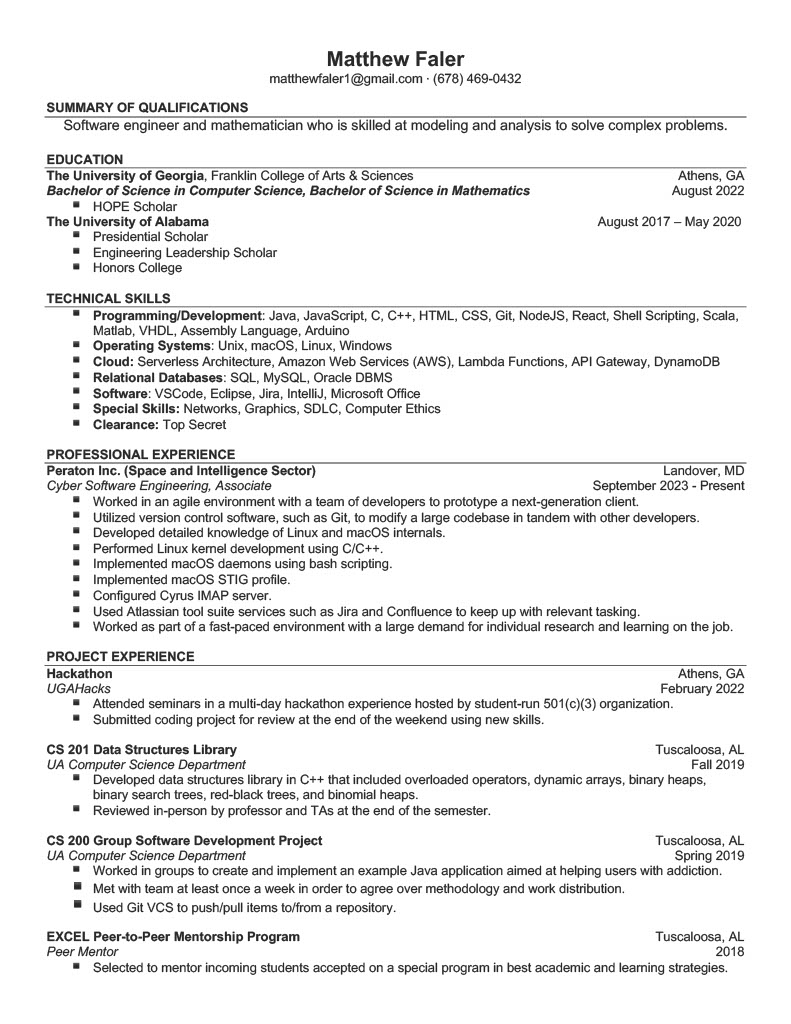 Matthew Faler
matthewfaler1@gmail.com · (678) 469-0432
SUMMARY OF QUALIFICATIONS
Software engineer and mathematician who is skilled at modeling and analysis to solve complex problems.
EDUCATION
The University of Georgia, Franklin College of Arts & Sciences Athens, GA
Bachelor of Science in Computer Science, Bachelor of Science in Mathematics August 2022
▪ HOPE Scholar
The University of Alabama August 2017 – May 2020
▪ Presidential Scholar
▪ Engineering Leadership Scholar
▪ Honors College
TECHNICAL SKILLS
▪ Programming/Development: Java, JavaScript, C, C++, HTML, CSS, Git, NodeJS, React, Shell Scripting, Scala,
Matlab, VHDL, Assembly Language, Arduino
▪ Operating Systems: Unix, macOS, Linux, Windows
▪ Cloud: Serverless Architecture, Amazon Web Services (AWS), Lambda Functions, API Gateway, DynamoDB
▪ Relational Databases: SQL, MySQL, Oracle DBMS
▪ Software: VSCode, Eclipse, Jira, IntelliJ, Microsoft Office
▪ Special Skills: Networks, Graphics, SDLC, Computer Ethics
▪ Clearance: Top Secret
PROFESSIONAL EXPERIENCE
Peraton Inc. (Space and Intelligence Sector) Landover, MD
Cyber Software Engineering, Associate September 2023 - Present
▪ Worked in an agile environment with a team of developers to prototype a next-generation client.
▪ Utilized version control software, such as Git, to modify a large codebase in tandem with other developers.
▪ Developed detailed knowledge of Linux and macOS internals.
▪ Performed Linux kernel development using C/C++.
▪ Implemented macOS daemons using bash scripting.
▪ Implemented macOS STIG profile.
▪ Configured Cyrus IMAP server.
▪ Used Atlassian tool suite services such as Jira and Confluence to keep up with relevant tasking.
▪ Worked as part of a fast-paced environment with a large demand for individual research and learning on the job.
PROJECT EXPERIENCE
Hackathon Athens, GA
UGAHacks February 2022
▪ Attended seminars in a multi-day hackathon experience hosted by student-run 501(c)(3) organization.
▪ Submitted coding project for review at the end of the weekend using new skills.
CS 201 Data Structures Library Tuscaloosa, AL
UA Computer Science Department Fall 2019
▪ Developed data structures library in C++ that included overloaded operators, dynamic arrays, binary heaps,
binary search trees, red-black trees, and binomial heaps.
▪ Reviewed in-person by professor and TAs at the end of the semester.
CS 200 Group Software Development Project Tuscaloosa, AL
UA Computer Science Department Spring 2019
▪ Worked in groups to create and implement an example Java application aimed at helping users with addiction.
▪ Met with team at least once a week in order to agree over methodology and work distribution.
▪ Used Git VCS to push/pull items to/from a repository.
EXCEL Peer-to-Peer Mentorship Program Tuscaloosa, AL
Peer Mentor 2018
▪ Selected to mentor incoming students accepted on a special program in best academic and learning strategies.